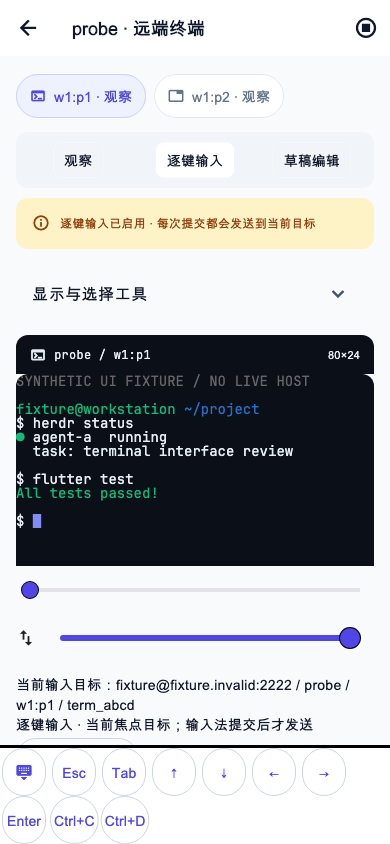 probe · 远端终端
w1:p1 · 观察
w1:p2 · 观察
观察
逐键输入
草稿编辑
逐键输入已启用 · 每次提交都会发送到当前目标
显示与选择工具
probe / w1:p1
80×24
SYNTHETIC UI FIXTURE / NO LIVE HOST
fixture@workstation ~/project
$ herdr status
● agent-a  running
task: terminal interface review
$ flutter test
All tests passed!
$
当前输入目标：fixture@fixture.invalid:2222 / probe /
w1:p1 / term_abcd
逐键输入 · 当前焦点目标；输入法提交后才发送
Esc
Tab
↑
↓
←
→
Enter
Ctrl+C
Ctrl+D